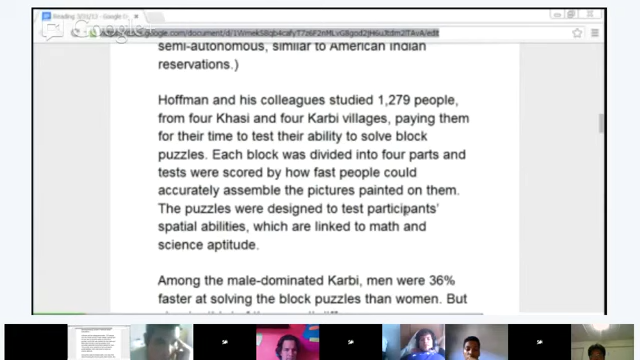 Google
semi-autonomous, similar to American Indian
reservations.)
Hoffman and his colleagues studied 1,279 people,
from four Khasi and four Karbi villages, paying them
for their time to test their ability to solve block
puzzles. Each block was divided into four parts and
tests were scored by how fast people could
accurately assemble the pictures painted on them.
The puzzles were designed to test participants'
spatial abilities, which are linked to math and
science aptitude.
Among the male-dominated Karbi, men were 36%
faster at solving the block puzzles than women. But